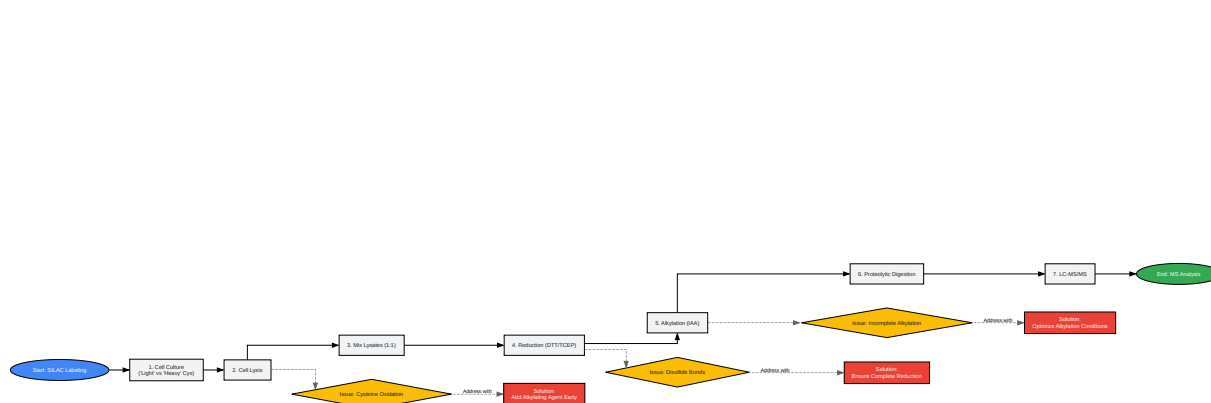 Start: SILAC Labeling
1. Cell Culture
('Light' vs 'Heavy' Cys)
2. Cell Lysis
Issue: Cysteine Oxidation
Address with
Solution:
Add Alkylating Agent Early
3. Mix Lysates (1:1)
4. Reduction (DTT/TCEP)
Issue: Disulfide Bonds
Address with
Solution:
Ensure Complete Reduction
5. Alkylation (IAA)
Issue: Incomplete Alkylation
Address with
Solution:
Optimize Alkylation Conditions
6. Proteolytic Digestion
7. LC-MS/MS
End: MS Analysis